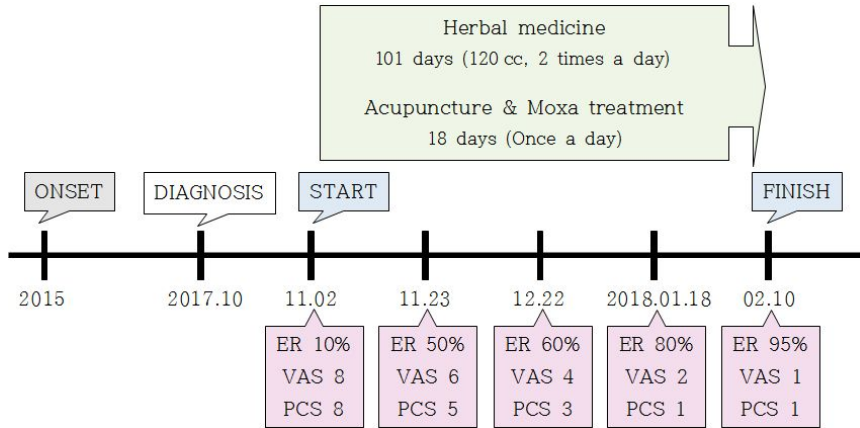 Herbal medicine
101 days (120 cc, 2 times a day)
Acupuncture & Moxa treatment
18 days (Once a day)
ONSET
DIAGNOSIS
START
FINISH
2015
2017.10
11.02
11.23
12.22
2018.01.18
02.10
ER 10%
VAS 8
PCS 8
ER 50%
VAS 6
PCS 5
ER 60%
VAS 4
PCS 3
ER 80%
VAS 2
PCS 1
ER 95%
VAS 1
PCS 1